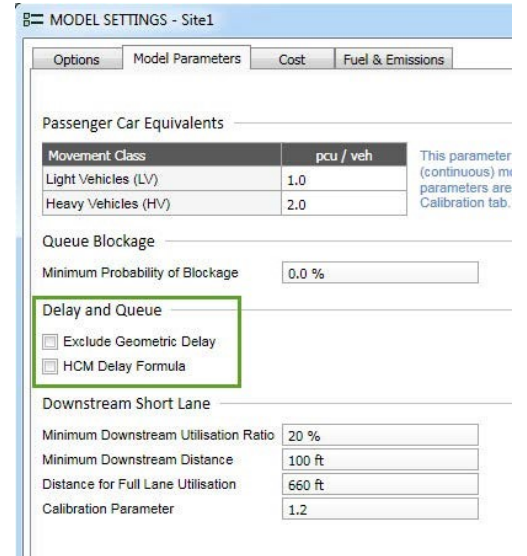 MODEL SETTINGS - Site1
Options Model Parameters Cost Fuel & Emissions
Passenger Car Equivalents
Movement Class pcu / veh
Light Vehicles (LV) 1.0
Heavy Vehicles (HV) 2.0
This parameter
(continuous) mo
parameters are
Calibration tab.
Queue Blockage
Minimum Probability of Blockage 0.0 %
Delay and Queue
Exclude Geometric Delay
HCM Delay Formula
Downstream Short Lane
Minimum Downstream Utilisation Ratio 20 %
Minimum Downstream Distance 100 ft
Distance for Full Lane Utilisation 660 ft
Calibration Parameter 1.2